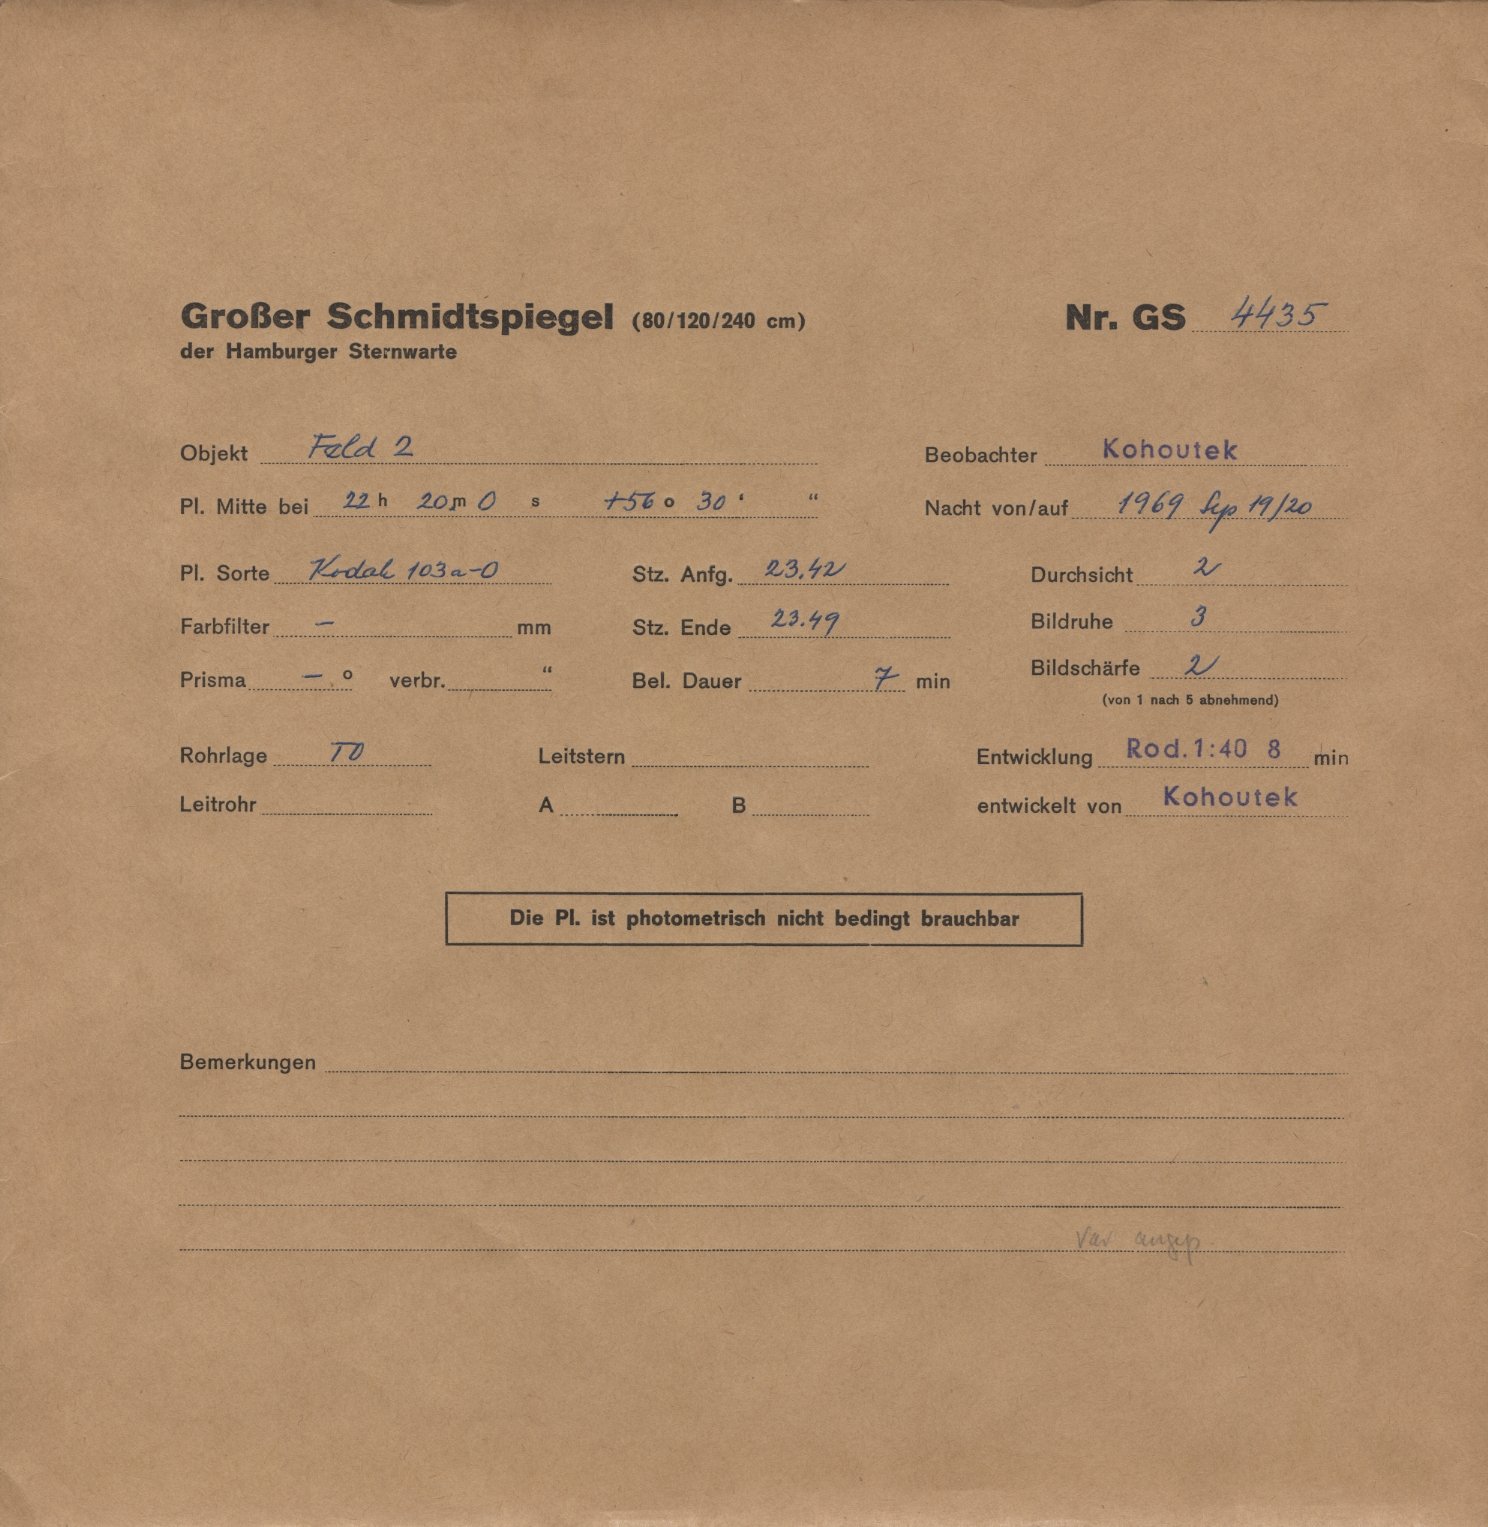 Großer Schmidtspiegel (80/120/240 cm) Nr. GS 4435
der Hamburger Sternwarte
Objekt Feld 2 Beobachter Kohoutek
Pl. Mitte bei 22 h 20 m 0 s +56 o 30 ‘ “ Nacht von/auf 1969 Sep 19/20
Pl. Sorte Kodak 103a-O Stz. Anfg. 23.42 Durchsicht 2
Farbfilter – mm Stz. Ende 23.49 Bildruhe 3
Prisma – o verbr. “ Bel. Dauer 7 min Bildschärfe 2
(von 1 nach 5 abnehmend)
Rohrlage TO Leitstern Entwicklung Rod. 1:40 8 min
Leitrohr A B entwickelt von Kohoutek
Die Pl. ist photometrisch nicht bedingt brauchbar
Bemerkungen
Var